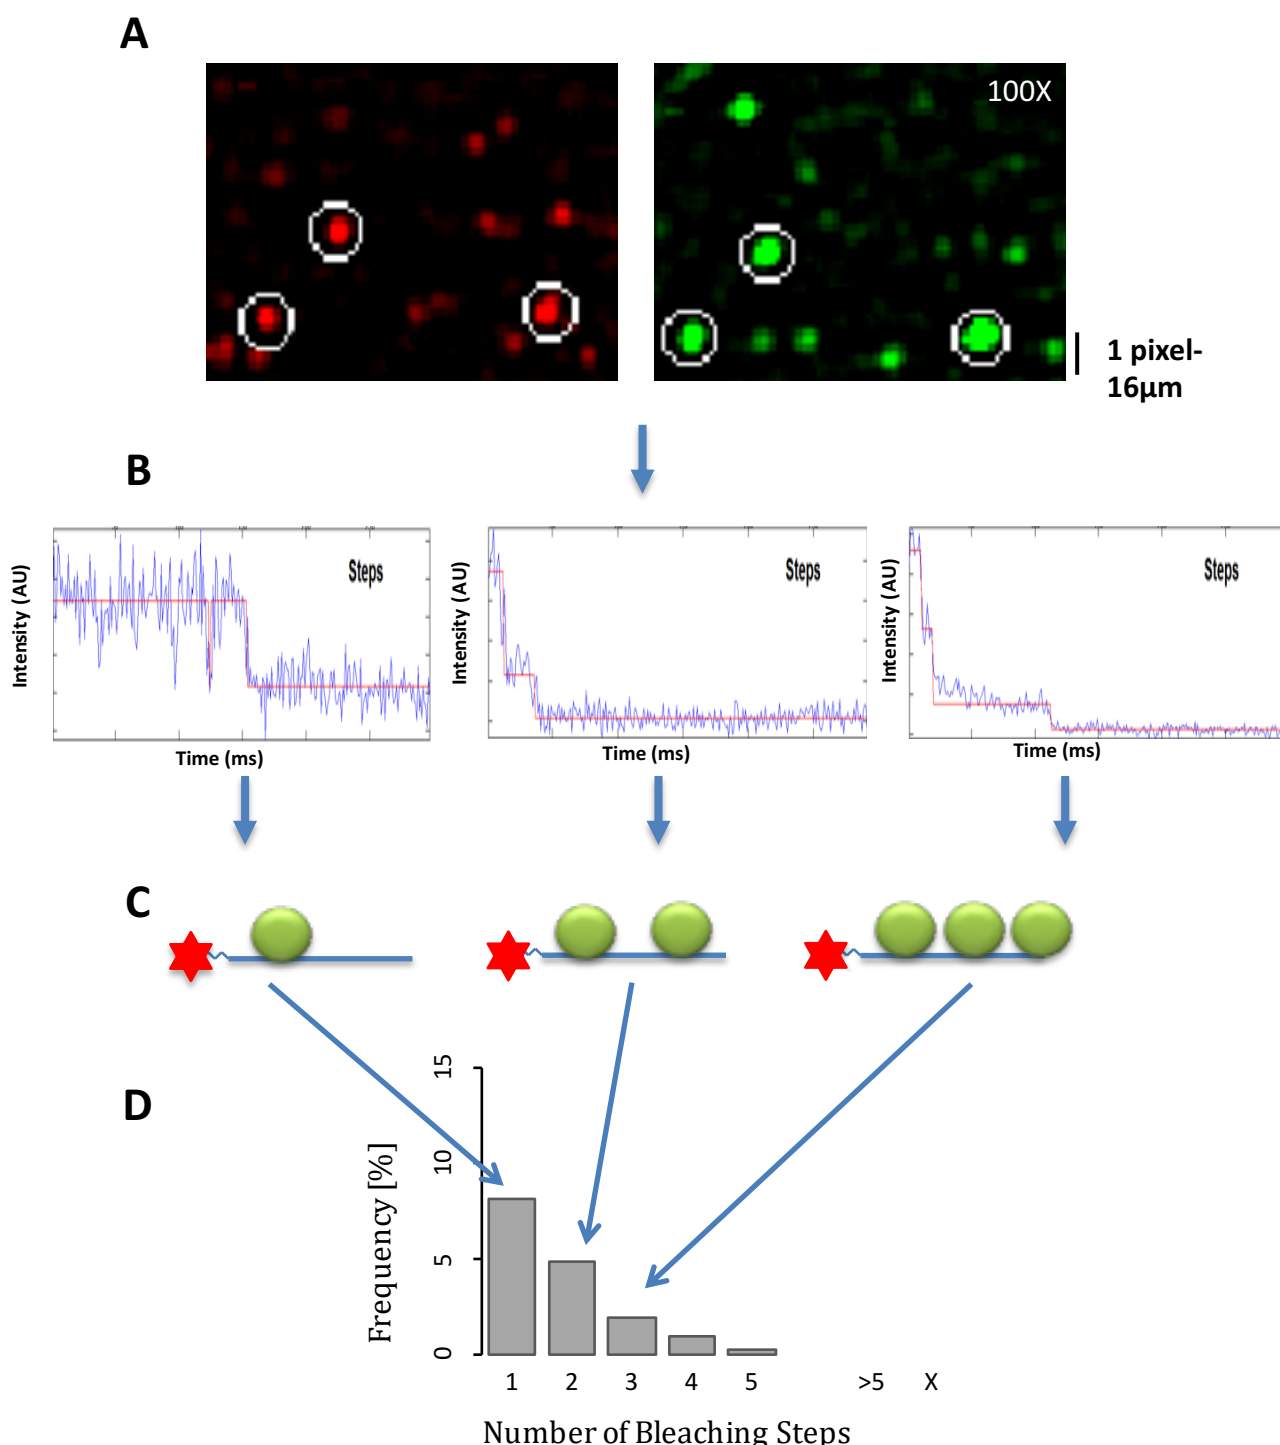 A
100X
1 pixel-
16µm
B
Intensity (AU)
Steps
Time (ms)
Intensity (AU)
Steps
Time (ms)
Intensity (AU)
Steps
Time (ms)
C
D
Frequency [%]
15
10
5
0
1 2 3 4 5 >5 X
Number of Bleaching Steps